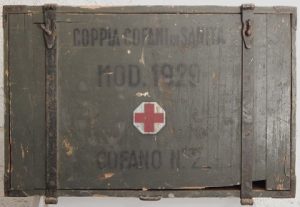 COPPIA COFANI DI SANITÀ
MOD. 1929
COFANO N° 2